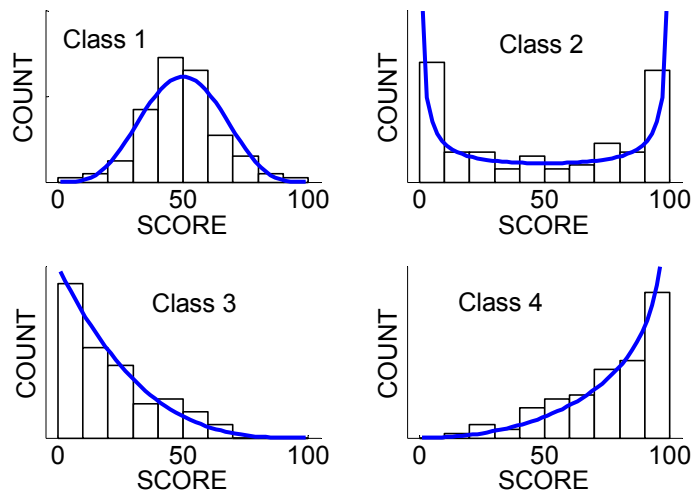 Class 1
COUNT
0 50 100
SCORE
Class 2
COUNT
0 50 100
SCORE
Class 3
COUNT
0 50 100
SCORE
Class 4
COUNT
0 50 100
SCORE